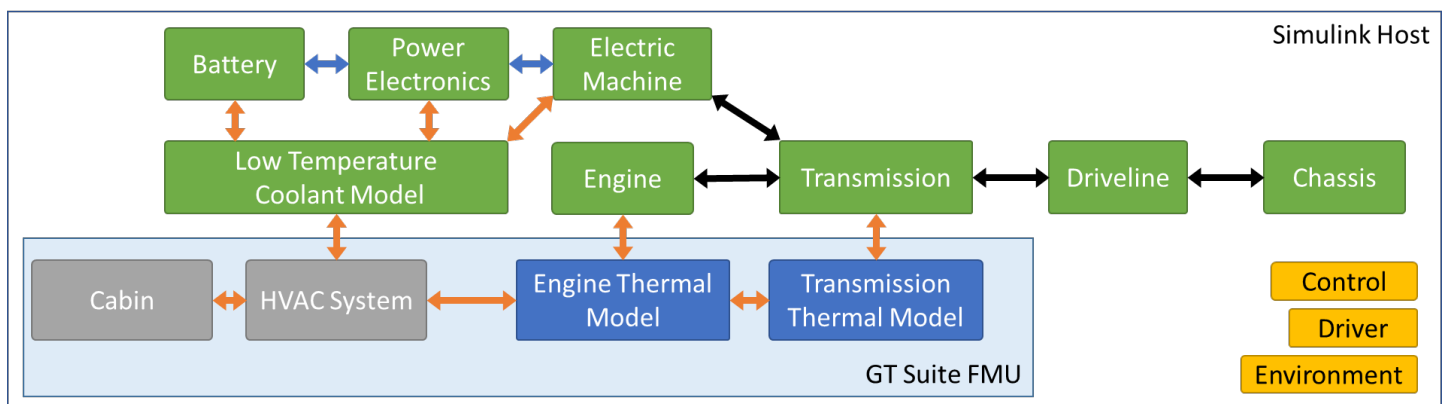 Simulink Host
Battery
Power
Electronics
Electric
Machine
Low Temperature
Coolant Model
Engine
Transmission
Driveline
Chassis
Cabin
HVAC System
Engine Thermal
Model
Transmission
Thermal Model
GT Suite FMU
Control
Driver
Environment